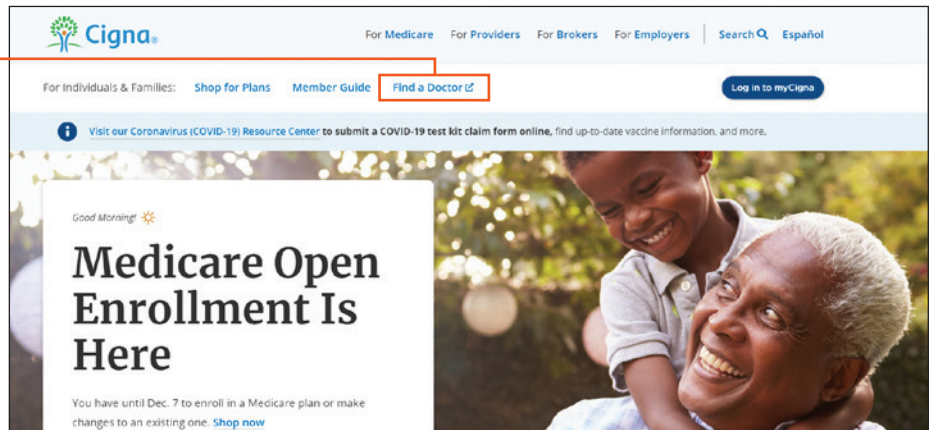 Cigna®
For Medicare For Providers For Brokers For Employers Search Español
For Individuals & Families: Shop for Plans Member Guide Find a Doctor Log in to myCigna
Visit our Coronavirus (COVID-19) Resource Center to submit a COVID-19 test kit claim form online, find up-to-date vaccine information, and more.
Good Morning!
Medicare Open
Enrollment Is
Here
You have until Dec. 7 to enroll in a Medicare plan or make
changes to an existing one. Shop now